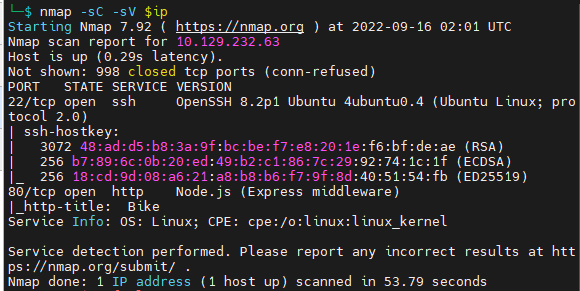 └─$ nmap -sC -sV $ip
Starting Nmap 7.92 ( https://nmap.org ) at 2022-09-16 02:01 UTC
Nmap scan report for 10.129.232.63
Host is up (0.29s latency).
Not shown: 998 closed tcp ports (conn-refused)
PORT   STATE SERVICE VERSION
22/tcp open  ssh     OpenSSH 8.2p1 Ubuntu 4ubuntu0.4 (Ubuntu Linux; pro
tocol 2.0)
| ssh-hostkey:
|   3072 48:ad:d5:b8:3a:9f:bc:be:f7:e8:20:1e:f6:bf:de:ae (RSA)
|   256 b7:89:6c:0b:20:ed:49:b2:c1:86:7c:29:92:74:1c:1f (ECDSA)
|_  256 18:cd:9d:08:a6:21:a8:b8:b6:f7:9f:8d:40:51:54:fb (ED25519)
80/tcp open  http    Node.js (Express middleware)
|_http-title:  Bike
Service Info: OS: Linux; CPE: cpe:/o:linux:linux_kernel

Service detection performed. Please report any incorrect results at htt
ps://nmap.org/submit/ .
Nmap done: 1 IP address (1 host up) scanned in 53.79 seconds